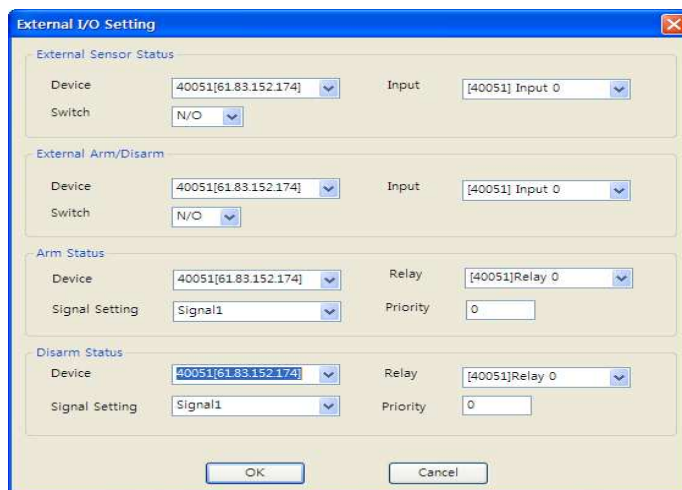 External I/O Setting
External Sensor Status
Device 40051[61.83.152.174] Input [40051] Input 0
Switch N/O
External Arm/Disarm
Device 40051[61.83.152.174] Input [40051] Input 0
Switch N/O
Arm Status
Device 40051[61.83.152.174] Relay [40051]Relay 0
Signal Setting Signal1 Priority 0
Disarm Status
Device 40051[61.83.152.174] Relay [40051]Relay 0
Signal Setting Signal1 Priority 0
OK Cancel